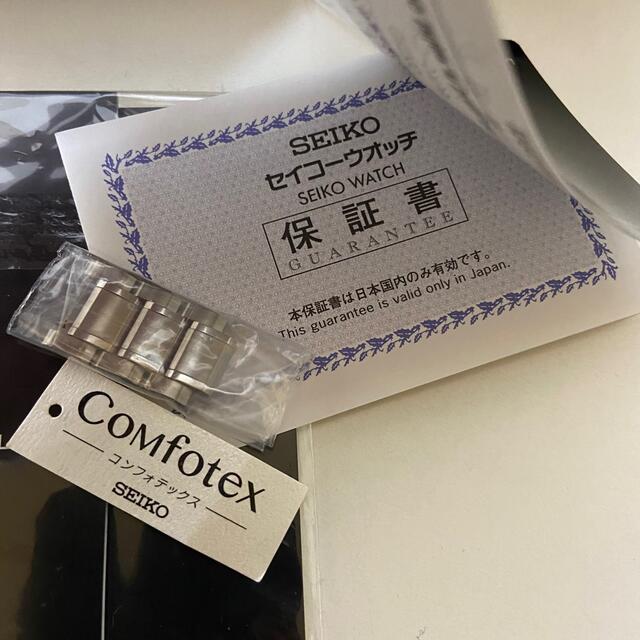 SEIKO
セイコーウオッチ
SEIKO WATCH
保証書
GUARANTEE
本保証書は日本国内のみ有効です。
This guarantee is valid only in Japan.
Comfotex
コンフォテックス
SEIKO